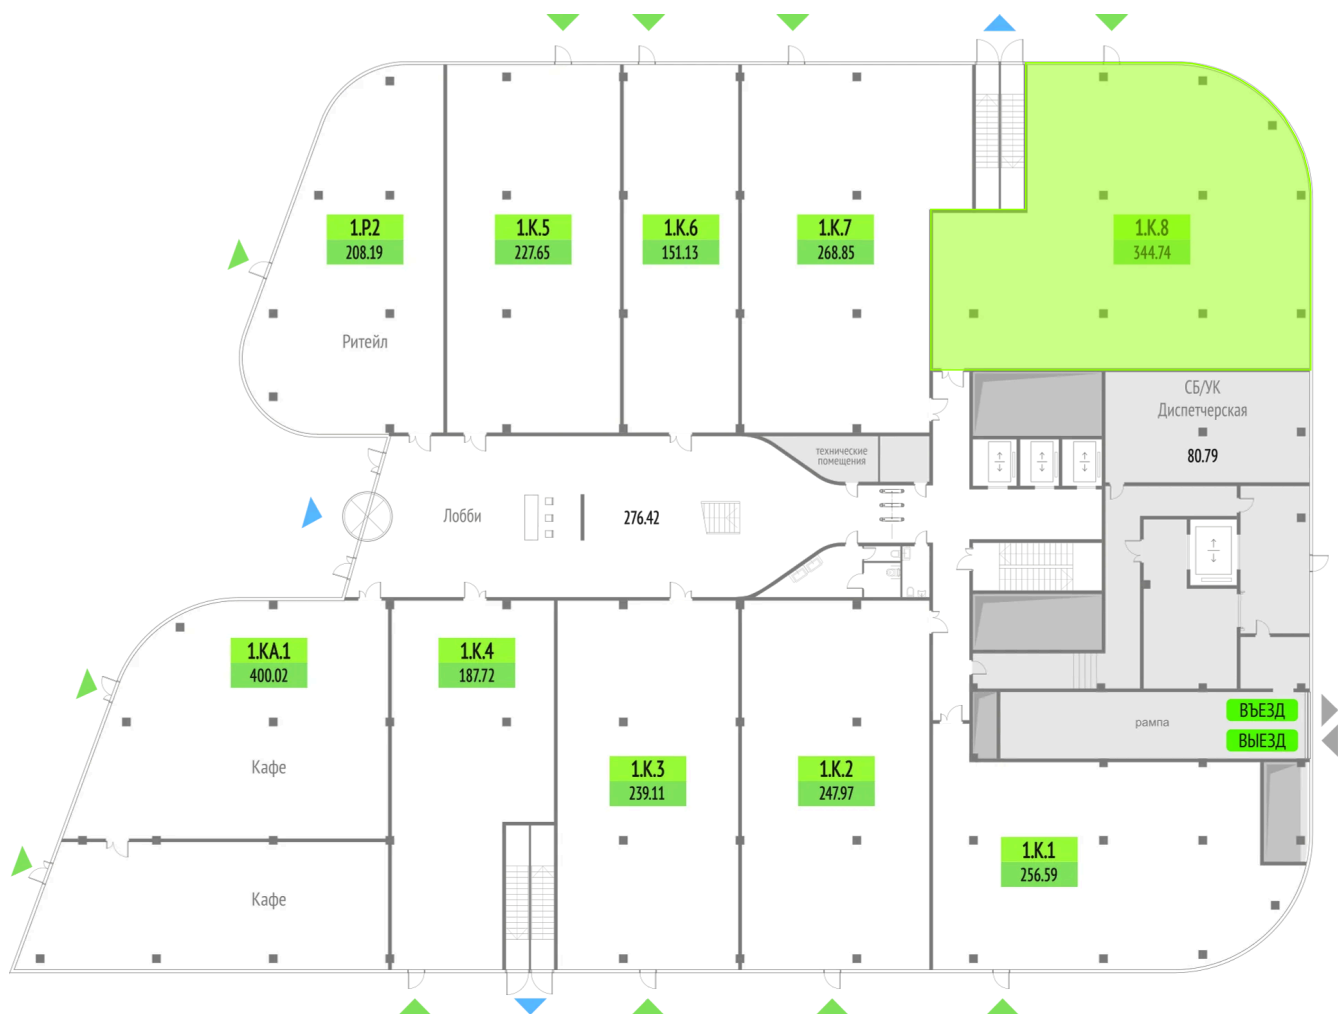 1.Р.2
208.19
Ритейл
1.К.5
227.65
1.К.6
151.13
1.К.7
268.85
1.К.8
344.74
СБ/УК
Диспетчерская
80.79
технические
помещения
Лобби
276.42
1.КА.1
400.02
Кафе
Кафе
1.К.4
187.72
1.К.3
239.11
1.К.2
247.97
рампа
ВЪЕЗД
ВЫЕЗД
1.К.1
256.59